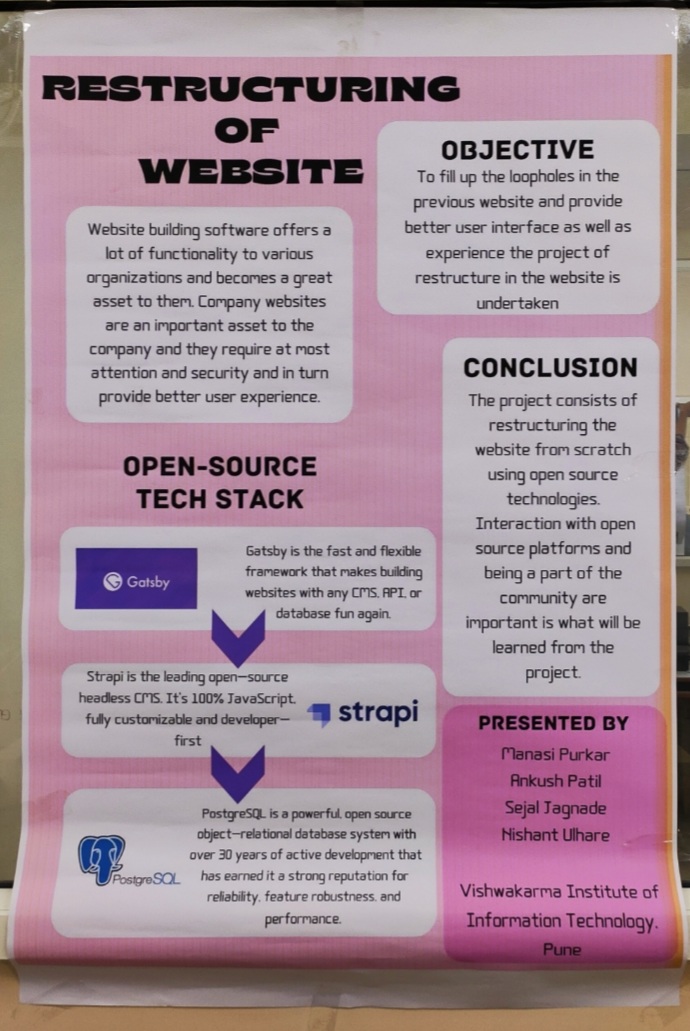 RESTRUCTURING
OF
WEBSITE
Website building software offers a
lot of functionality to various
organizations and becomes a great
asset to them. Company websites
are an important asset to the
company and they require at most
attention and security and in turn
provide better user experience.
OBJECTIVE
To fill up the loopholes in the
previous website and provide
better user interface as well as
experience the project of
restructure in the website is
undertaken
OPEN-SOURCE
TECH STACK
Gatsby
Gatsby is the fast and flexible
framework that makes building
websites with any CMS, API, or
database fun again.
Strapi is the leading open-source
headless CMS. It's 100% JavaScript,
fully customizable and developer-
first
strapi
PostgreSQL
PostgreSQL is a powerful, open source
object-relational database system with
over 30 years of active development that
has earned it a strong reputation for
reliability, feature robustness, and
performance.
CONCLUSION
The project consists of
restructuring the
website from scratch
using open source
technologies.
Interaction with open
source platforms and
being a part of the
community are
important is what will be
learned from the
project.
PRESENTED BY
Manasi Purkar
Ankush Patil
Sejal Jagnade
Nishant Ulhare
Vishwakarma Institute of
Information Technology,
Pune